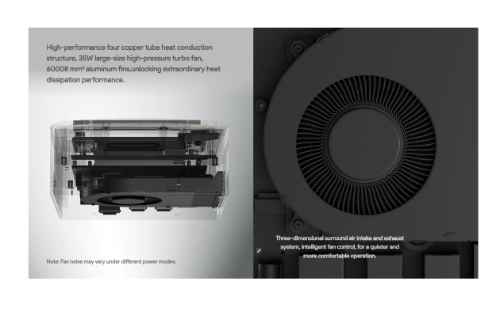 High-performance four copper tube heat conduction
structure, 35W large-size high-pressure turbo fan,
60008 mm² aluminum fins,unlocking extraordinary heat
dissipation performance.
Three-dimensional surround air intake and exhaust
system, intelligent fan control, for a quieter and
more comfortable operation.
Note: Fan noise may vary under different power modes.